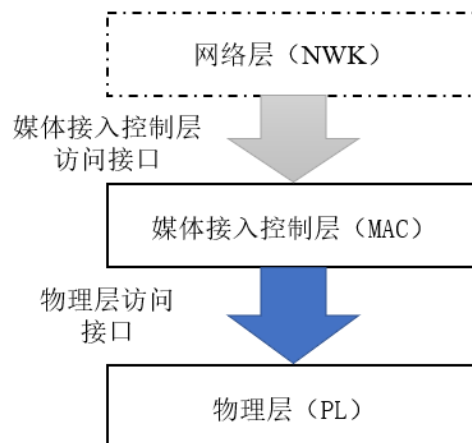 网络层（NWK）
媒体接入控制层
访问接口
媒体接入控制层（MAC）
物理层访问
接口
物理层（PL）